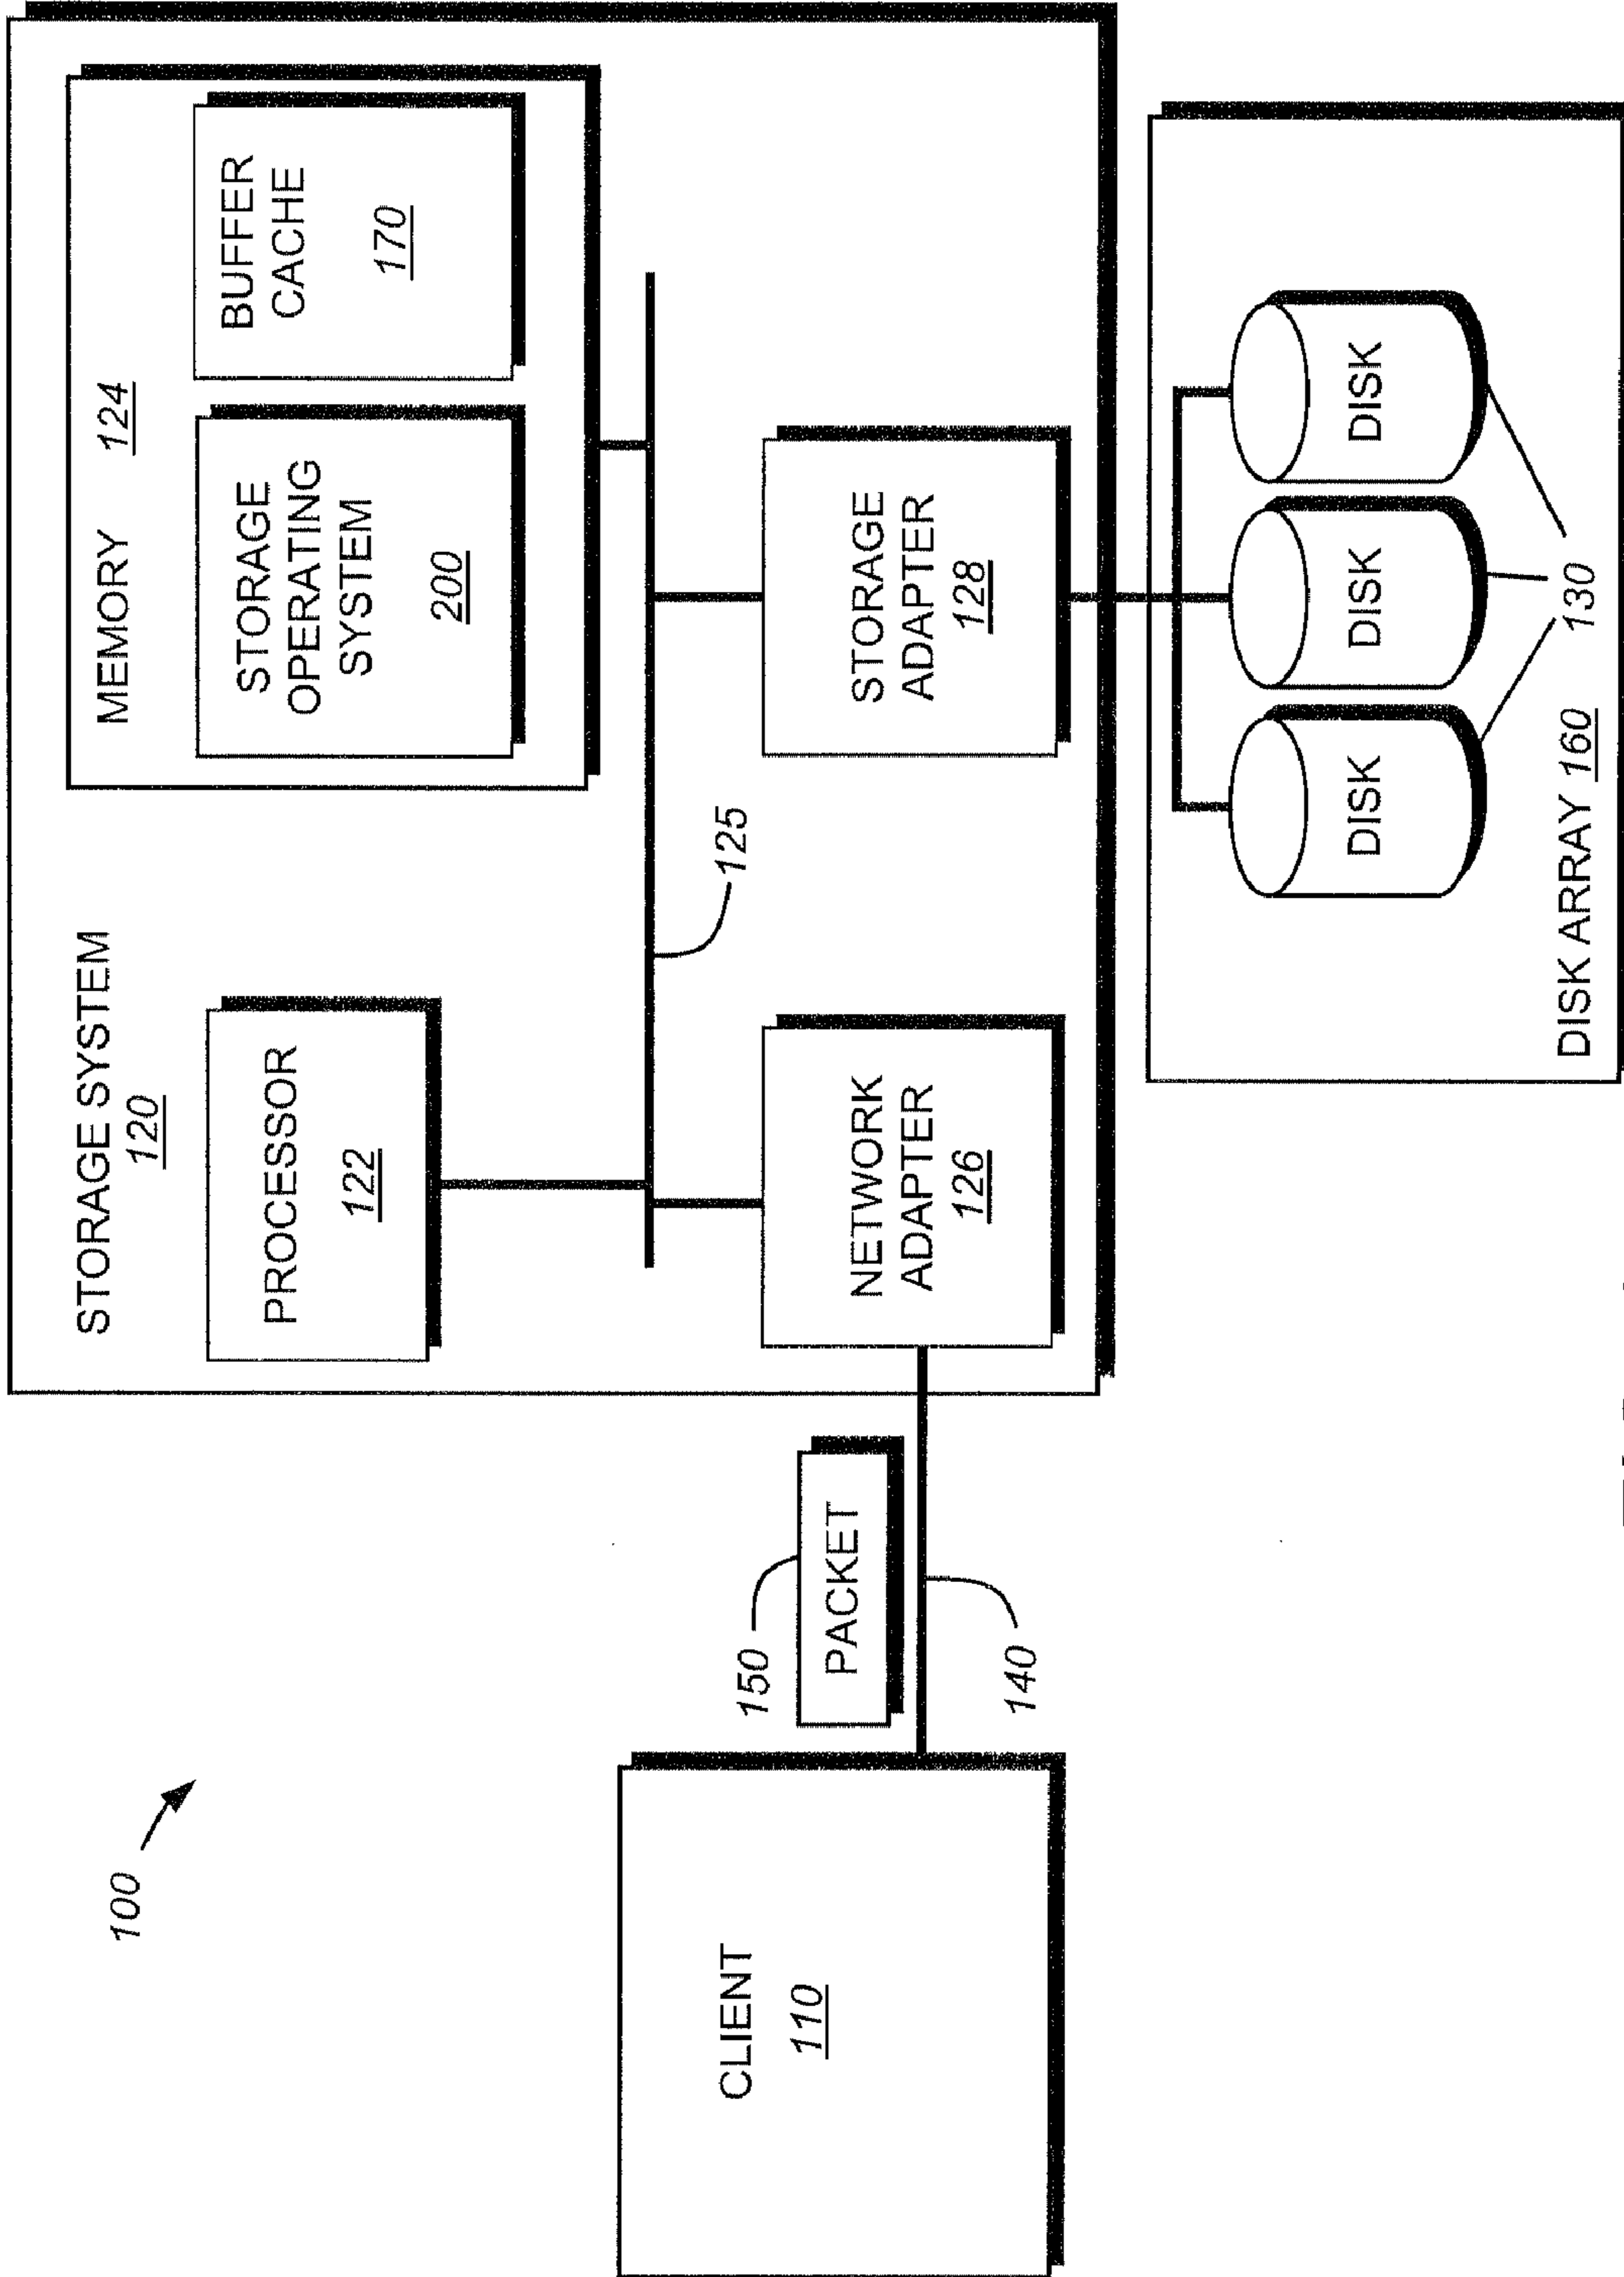 100
STORAGE SYSTEM
120
PROCESSOR
122
MEMORY 124
STORAGE
OPERATING
SYSTEM
200
BUFFER
CACHE
170
125
CLIENT
110
150
PACKET
140
NETWORK
ADAPTER
126
STORAGE
ADAPTER
128
DISK
DISK
DISK
130
DISK ARRAY 160